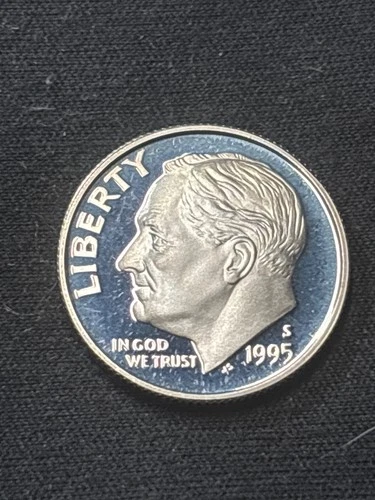 LIBERTY
IN GOD
WE TRUST
S
1995